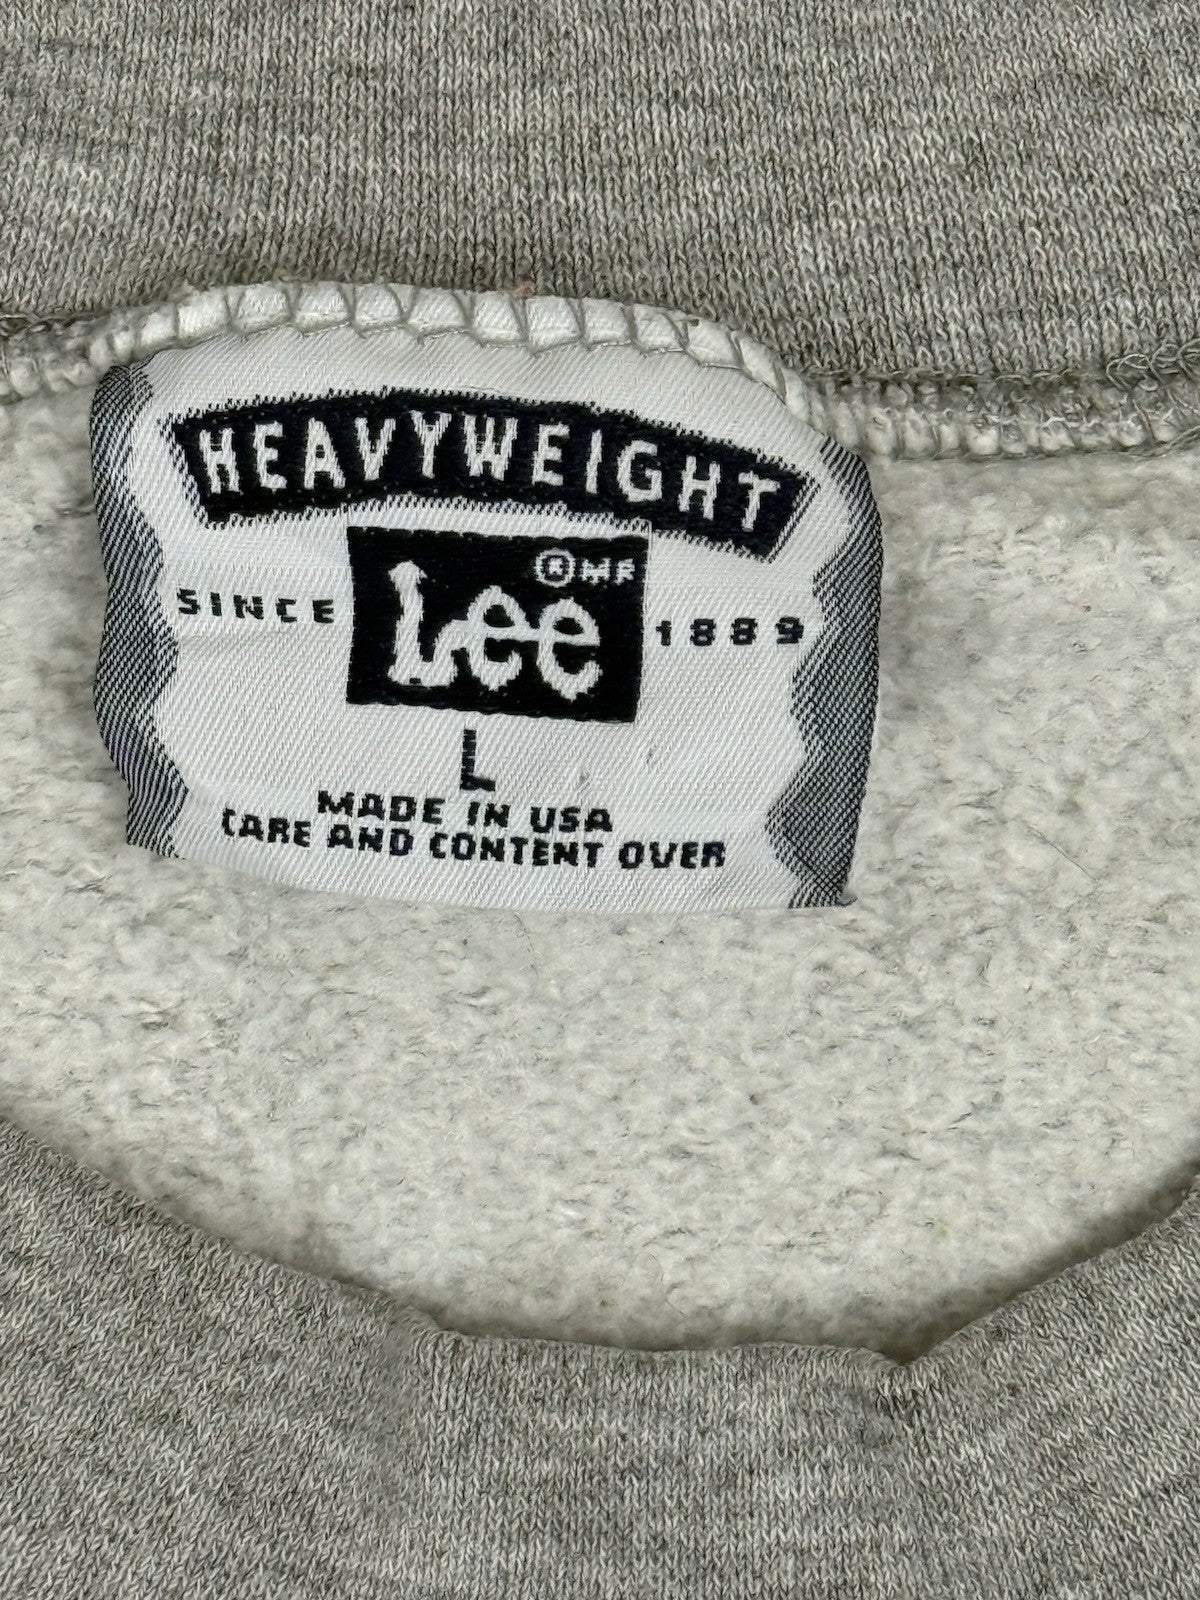 HEAVYWEIGHT
® MR
Lee
SINCE 1889
L
MADE IN USA
CARE AND CONTENT OVER